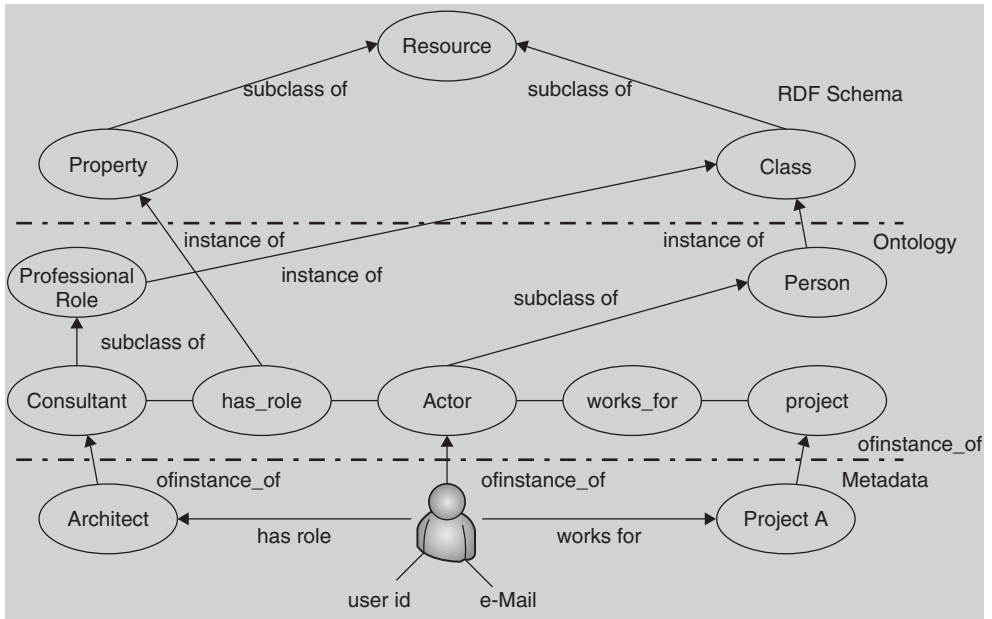 Resource
subclass of
subclass of
RDF Schema
Property
Class
instance of
instance of
Ontology
Professional
Role
instance of
Person
subclass of
subclass of
Consultant
has_role
Actor
works_for
project
ofinstance_of
ofinstance_of
ofinstance_of
Metadata
Architect
has role
works for
Project A
user id
e-Mail